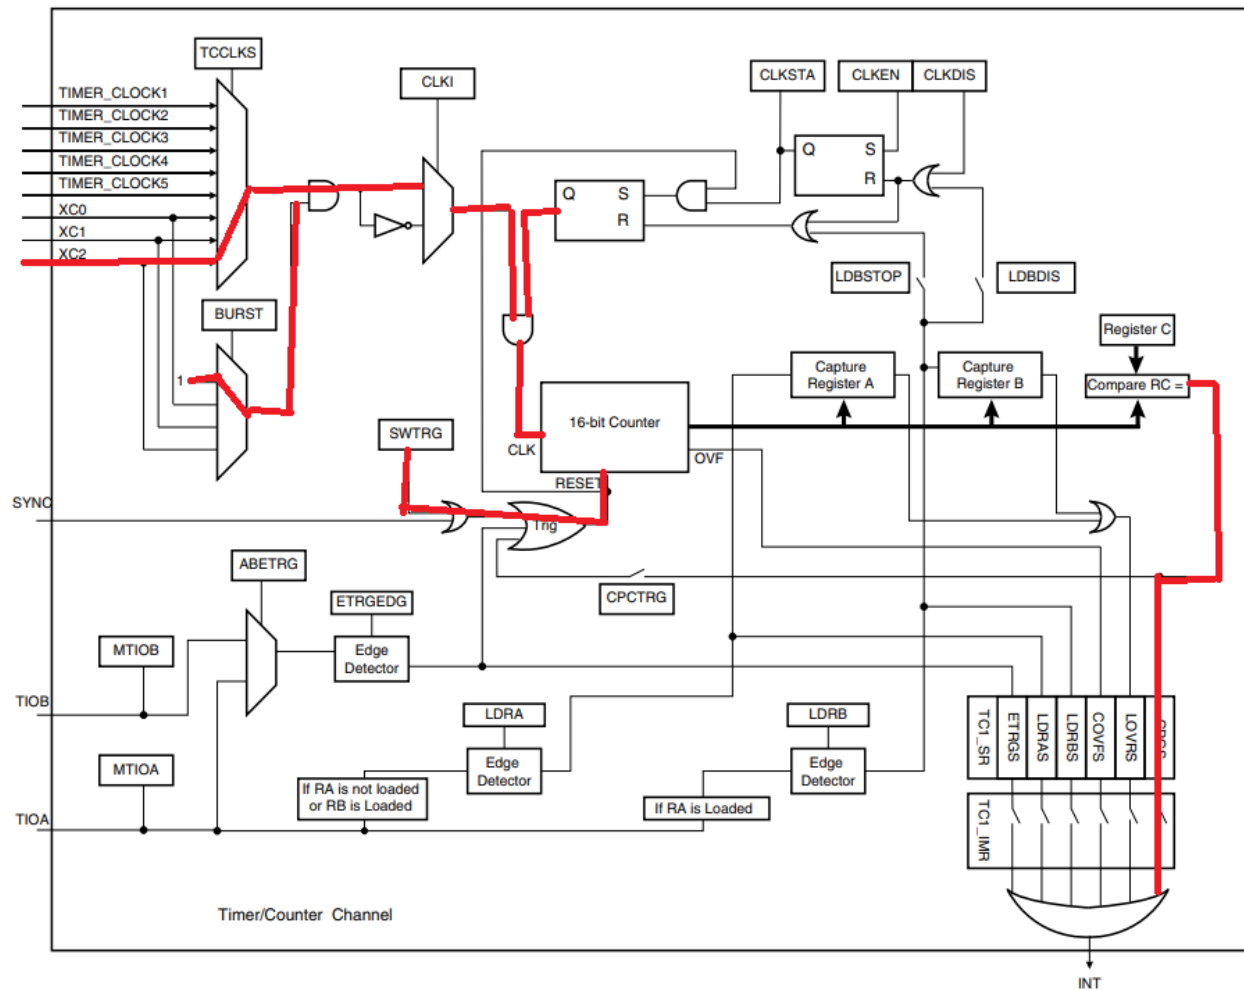 TCCLKS
CLKI
CLKSTA
CLKEN
CLKDIS
TIMER_CLOCK1
TIMER_CLOCK2
TIMER_CLOCK3
TIMER_CLOCK4
TIMER_CLOCK5
XC0
XC1
XC2
Q
S
R
Q
S
R
LDBSTOP
LDBDIS
BURST
1
Register C
Capture
Register A
Capture
Register B
Compare RC =
16-bit Counter
SWTRG
CLK
OVF
RESET
SYNC
Trig
ABETRG
ETRGEDG
CPCTRG
MTIOB
Edge
Detector
TIOB
LDRA
LDRB
MTIOA
Edge
Detector
Edge
Detector
If RA is not loaded
or RB is Loaded
If RA is Loaded
TIOA
TC1_SR
ETRGS
LDRAS
LDRBS
COVFS
LOVRS
TC1_IMR
Timer/Counter Channel
INT